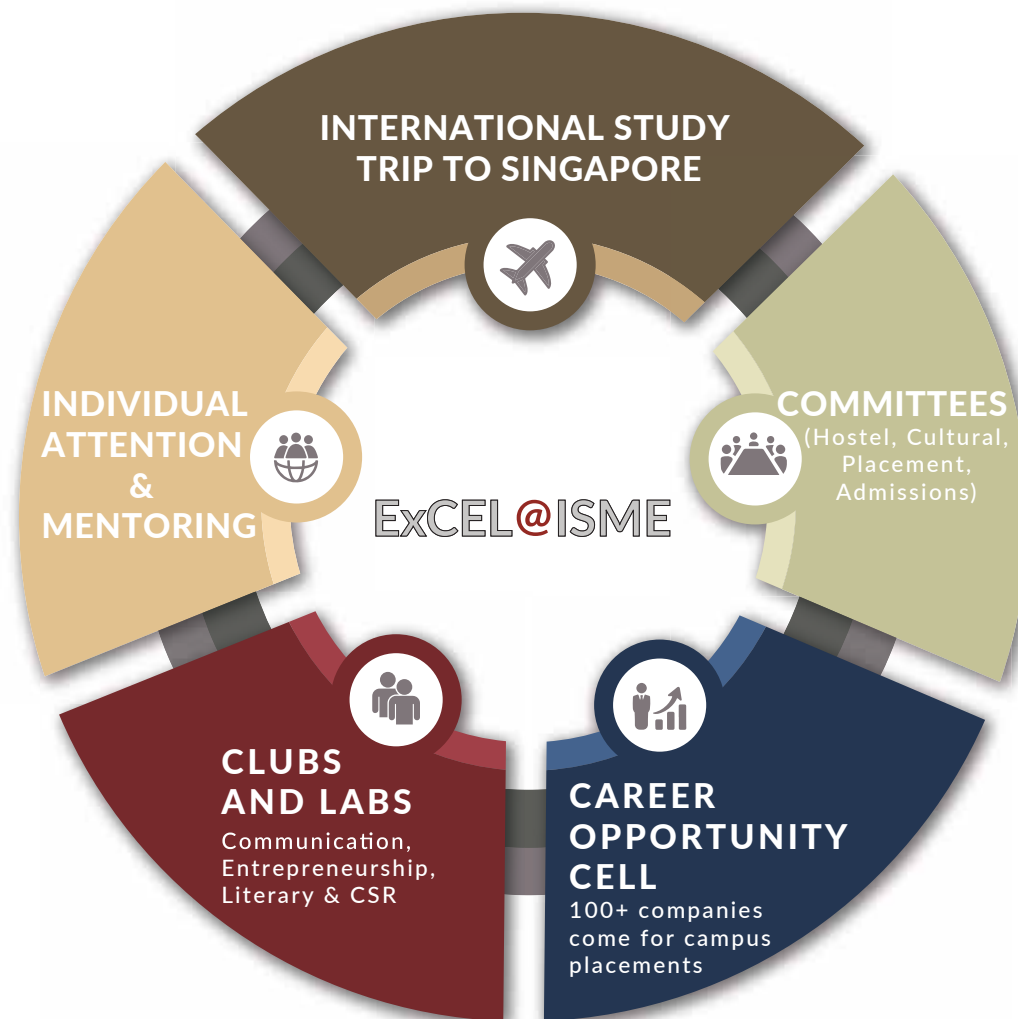 INTERNATIONAL STUDY
TRIP TO SINGAPORE
INDIVIDUAL
ATTENTION
&
MENTORING
COMMITTEES
(Hostel, Cultural,
Placement,
Admissions)
ExCEL@ISME
CLUBS
AND LABS
Communication,
Entrepreneurship,
Literary & CSR
CAREER
OPPORTUNITY
CELL
100+ companies
come for campus
placements